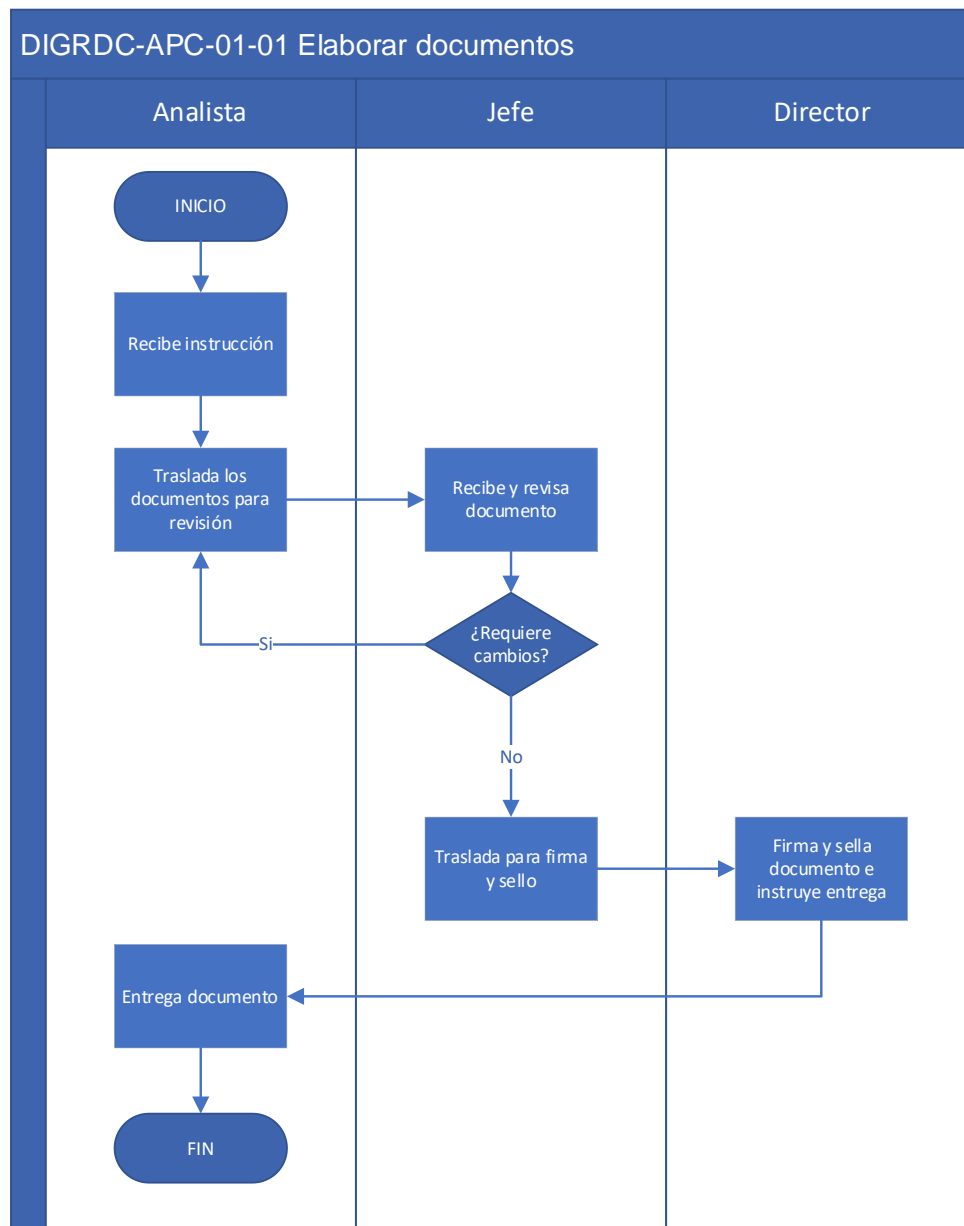 DIGRDC-APC-01-01 Elaborar documentos
Analista
Jefe
Director
INICIO
Recibe instrucción
Traslada los
documentos para
revisión
Recibe y revisa
documento
¿Requiere
cambios?
Si
No
Traslada para firma
y sello
Firma y sella
documento e
instruye entrega
Entrega documento
FIN